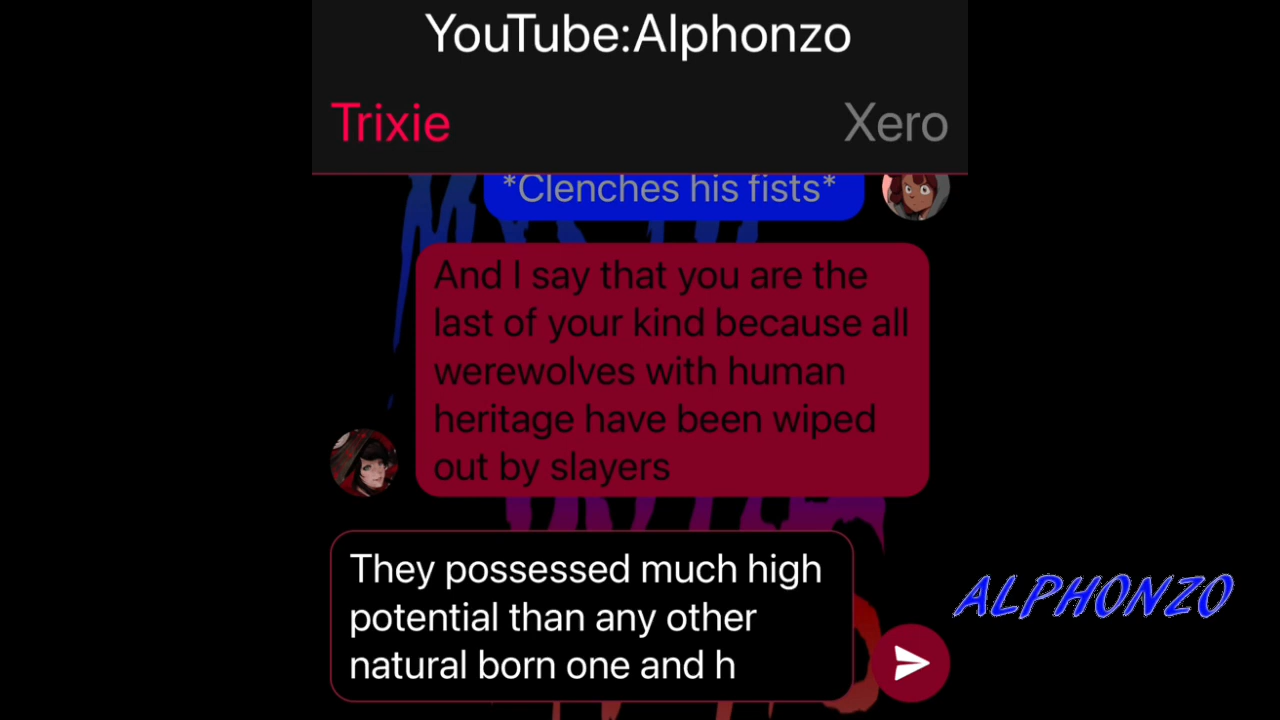 YouTube:Alphonzo
Trixie
Xero
*Clenches his fists*
And I say that you are the
last of your kind because all
werewolves with human
heritage have been wiped
out by slayers
They possessed much high
potential than any other
natural born one and h
ALPHONZO